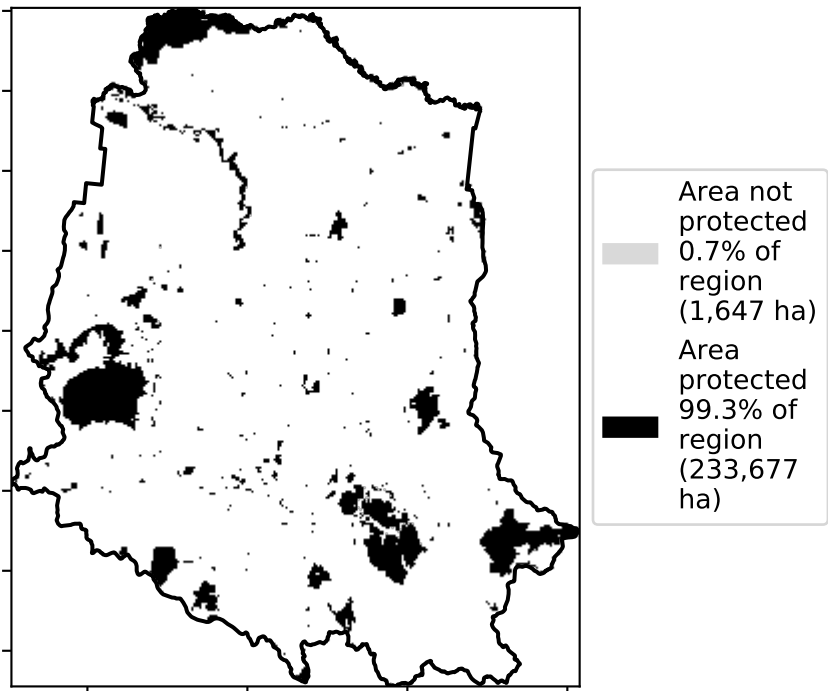 Area not
protected
0.7% of
region
(1,647 ha)
Area
protected
99.3% of
region
(233,677
ha)